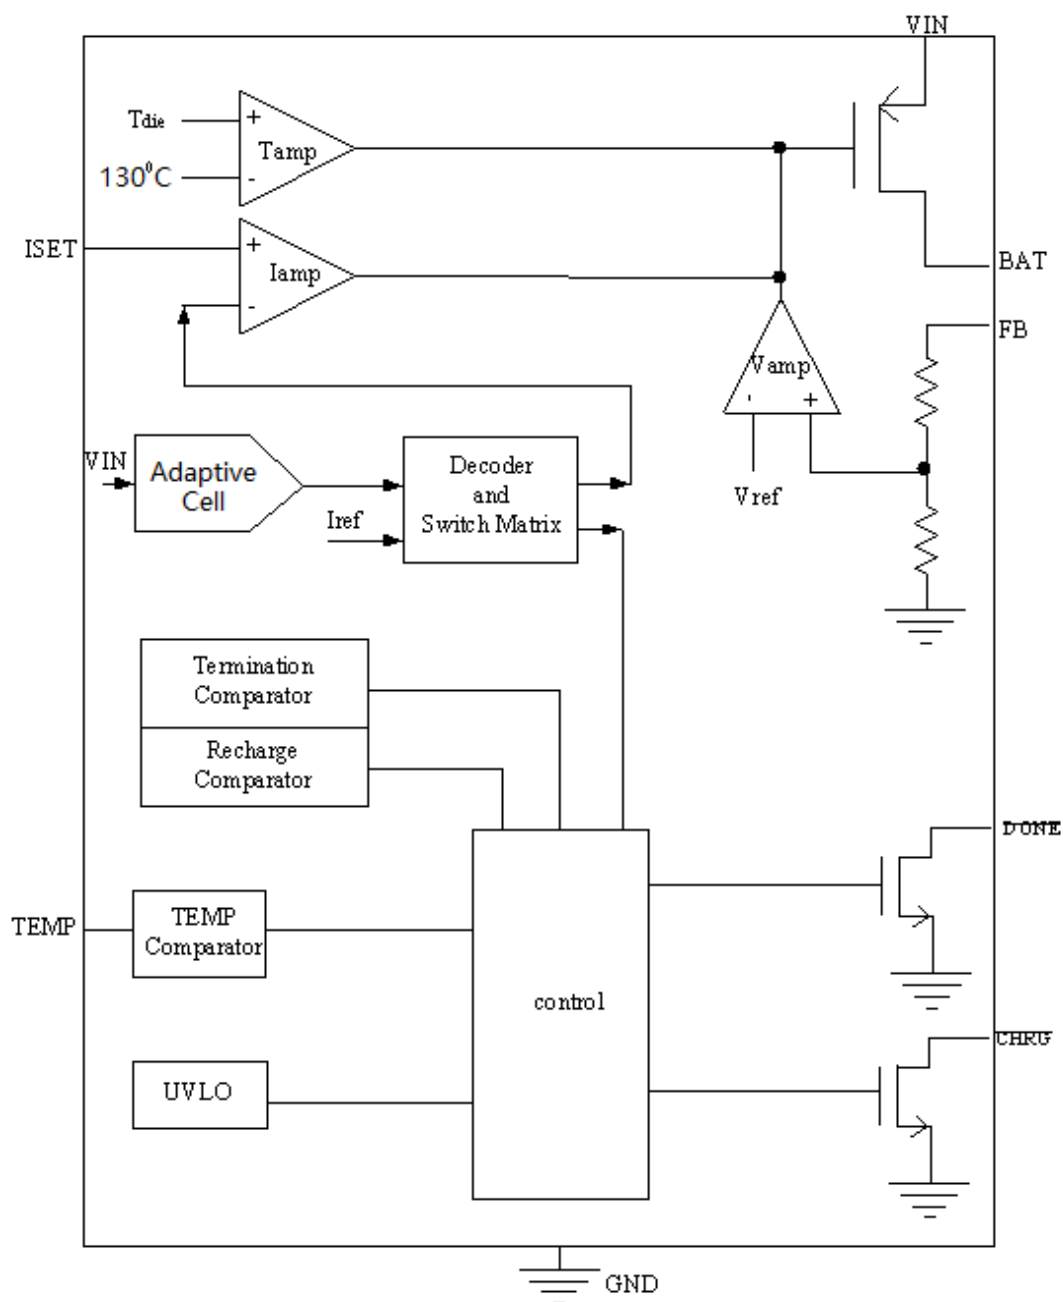 VIN
Tdie
+
Tamp
130⁰C
-
ISET
+
Iamp
-
BAT
FB
Vamp
- +
VIN
Adaptive
Cell
Decoder
and
Switch Matrix
Vref
Iref
Termination
Comparator
Recharge
Comparator
DONE
TEMP
TEMP
Comparator
control
CHRG
UVLO
GND